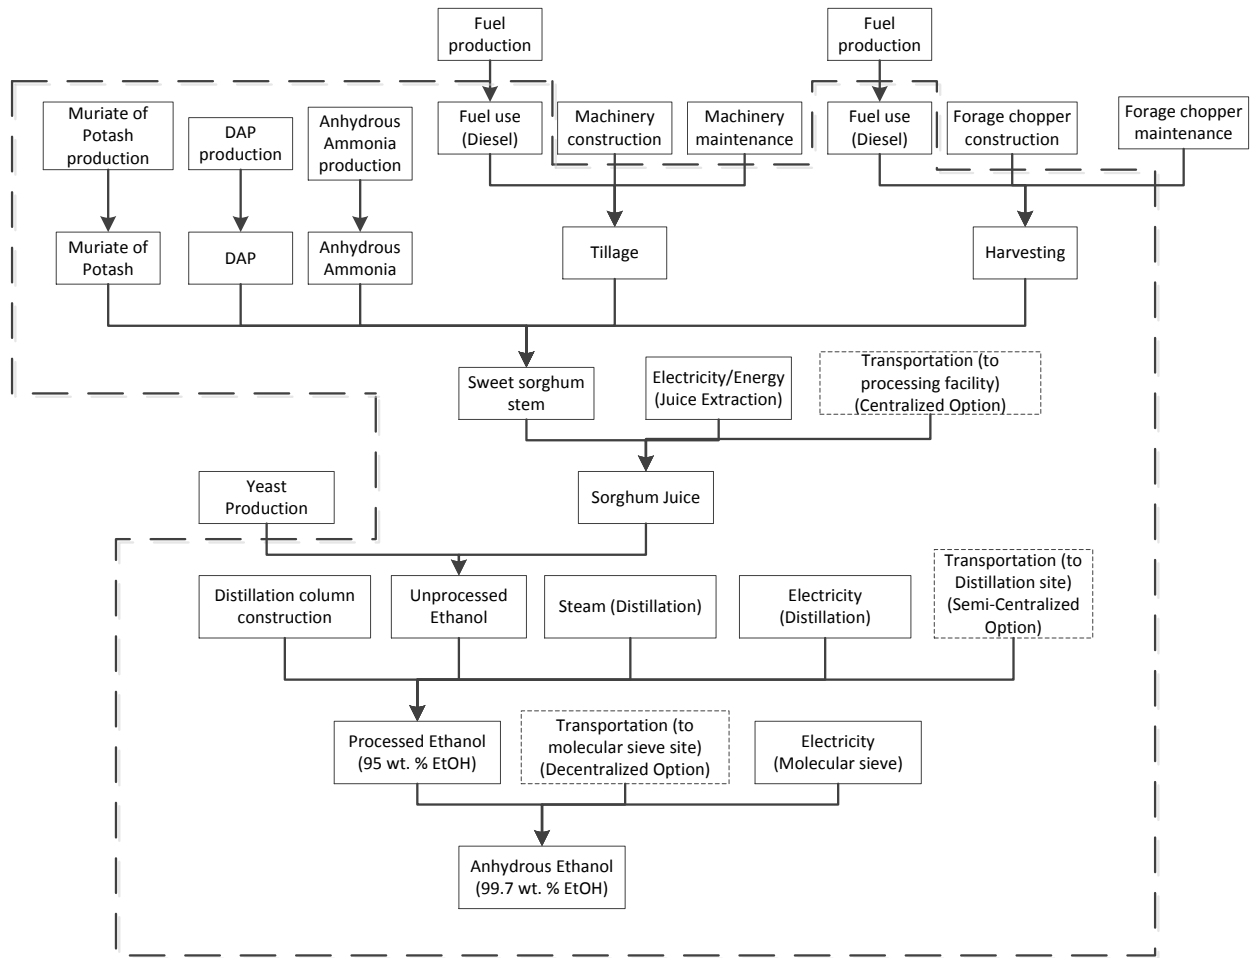 Fuel
production
Fuel
production
Muriate of
Potash
production
DAP
production
Anhydrous
Ammonia
production
Fuel use
(Diesel)
Machinery
construction
Machinery
maintenance
Fuel use
(Diesel)
Forage chopper
construction
Forage chopper
maintenance
Muriate of
Potash
DAP
Anhydrous
Ammonia
Tillage
Harvesting
Sweet sorghum
stem
Electricity/Energy
(Juice Extraction)
Transportation (to
processing facility)
(Centralized Option)
Yeast
Production
Sorghum Juice
Distillation column
construction
Unprocessed
Ethanol
Steam (Distillation)
Electricity
(Distillation)
Transportation (to
Distillation site)
(Semi-Centralized
Option)
Processed Ethanol
(95 wt. % EtOH)
Transportation (to
molecular sieve site)
(Decentralized Option)
Electricity
(Molecular sieve)
Anhydrous Ethanol
(99.7 wt. % EtOH)